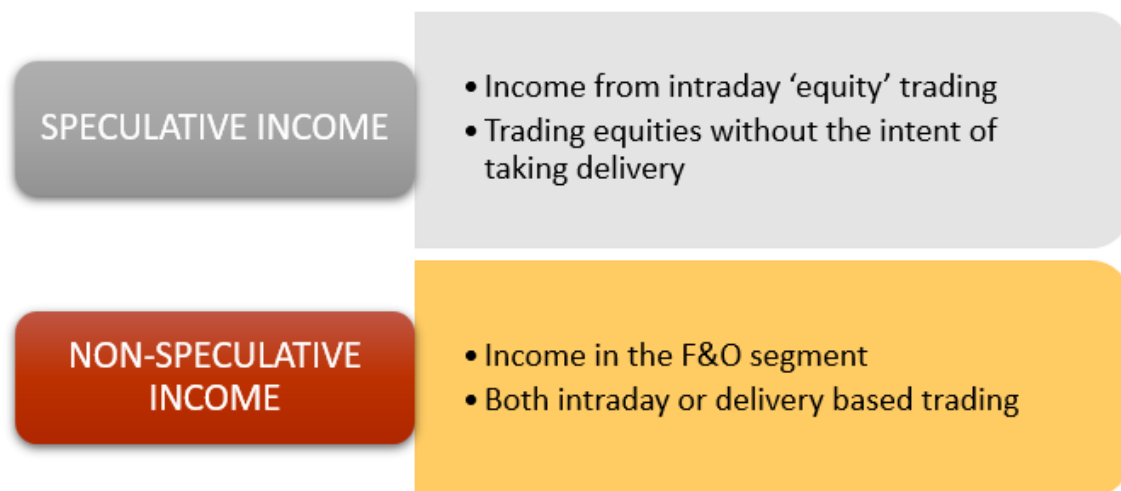 SPECULATIVE INCOME
• Income from intraday ‘equity’ trading
• Trading equities without the intent of
taking delivery
NON-SPECULATIVE
INCOME
• Income in the F&O segment
• Both intraday or delivery based trading